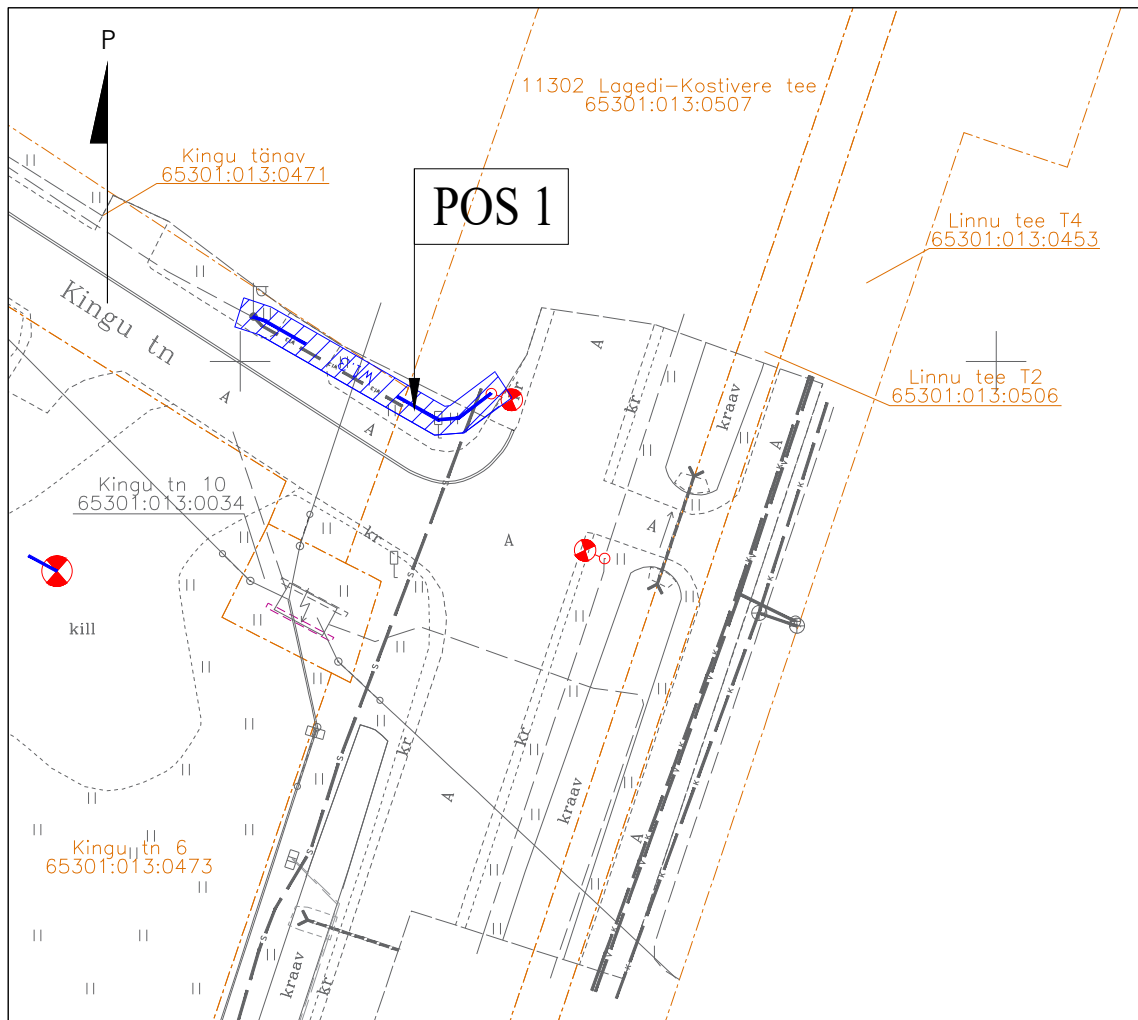 P
11302 Lagedi-Kostivere tee
65301:013:0507
Kingu tänav
65301:013:0471
POS 1
Linnu tee T4
65301:013:0453
Kingu tn
A
kr
A
kraav
kr
Linnu tee T2
65301:013:0506
A
A
A
Kingu tn 10
65301:013:0034
kr
A
A
kill
kr
kr
kraav
A
A
Kingu tn 6
65301:013:0473
kraav
kr